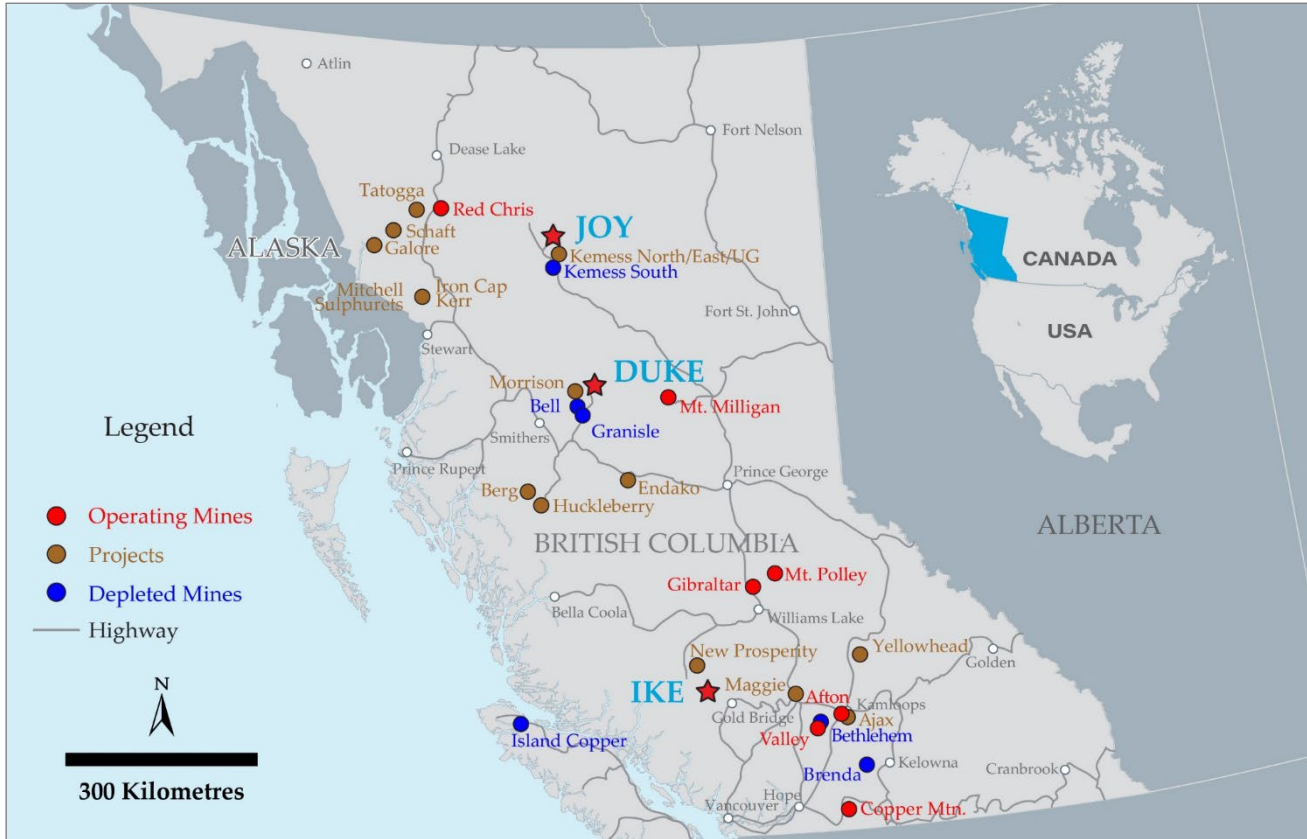 Atlin
Fort Nelson
Dease Lake
Tatogga
Red Chris
Schaft
Galore
ALASKA
JOY
Kemess North/East/UG
Kemess South
Mitchell
Sulphurets
Iron Cap
Kerr
Fort St. John
Stewart
CANADA
USA
DUKE
Morrison
Bell
Granisle
Mt. Milligan
Smithers
Prince Rupert
Prince George
Endako
Berg
Huckleberry
Legend
Operating Mines
Projects
Depleted Mines
Highway
BRITISH COLUMBIA
ALBERTA
Gibraltar
Mt. Polley
Bella Coola
Williams Lake
New Prosperity
Yellowhead
Golden
IKE
Maggie
Afton
Gold Bridge
Kamloops
Ajax
Island Copper
Valley
Bethlehem
Brenda
Kelowna
Cranbrook
Vancouver
Hope
Copper Mtn.
N
300 Kilometres